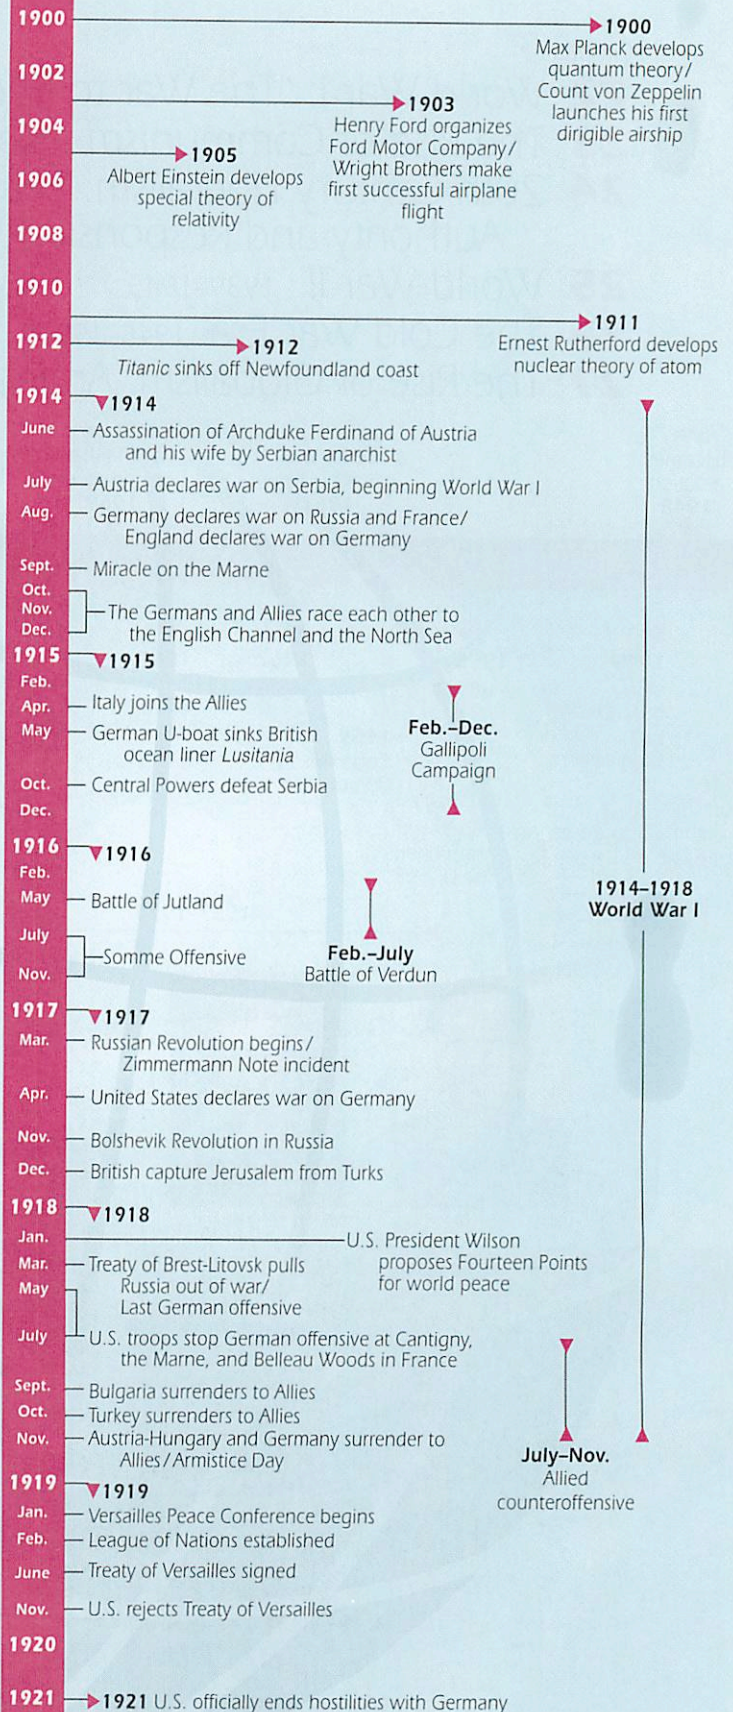 1900
1900
Max Planck develops
quantum theory/
Count von Zeppelin
launches his first
dirigible airship
1902
1903
Henry Ford organizes
Ford Motor Company/
Wright Brothers make
first successful airplane
flight
1904
1905
Albert Einstein develops
special theory of
relativity
1906
1908
1910
1911
Ernest Rutherford develops
nuclear theory of atom
1912
1912
Titanic sinks off Newfoundland coast
1914
1914
June
Assassination of Archduke Ferdinand of Austria
and his wife by Serbian anarchist
July
Austria declares war on Serbia, beginning World War I
Aug.
Germany declares war on Russia and France/
England declares war on Germany
Sept.
Miracle on the Marne
Oct.
Nov.
Dec.
The Germans and Allies race each other to
the English Channel and the North Sea
1915
1915
Feb.
Apr.
Italy joins the Allies
May
German U-boat sinks British
ocean liner Lusitania
Feb.–Dec.
Gallipoli
Campaign
Oct.
Central Powers defeat Serbia
Dec.
1916
1916
Feb.
May
Battle of Jutland
1914–1918
World War I
July
Somme Offensive
Nov.
Feb.–July
Battle of Verdun
1917
1917
Mar.
Russian Revolution begins/
Zimmermann Note incident
Apr.
United States declares war on Germany
Nov.
Bolshevik Revolution in Russia
Dec.
British capture Jerusalem from Turks
1918
1918
Jan.
U.S. President Wilson
proposes Fourteen Points
for world peace
Mar.
Treaty of Brest-Litovsk pulls
Russia out of war/
Last German offensive
May
July
U.S. troops stop German offensive at Cantigny,
the Marne, and Belleau Woods in France
Sept.
Bulgaria surrenders to Allies
Oct.
Turkey surrenders to Allies
Nov.
Austria-Hungary and Germany surrender to
Allies/Armistice Day
July–Nov.
Allied
counteroffensive
1919
1919
Jan.
Versailles Peace Conference begins
Feb.
League of Nations established
June
Treaty of Versailles signed
Nov.
U.S. rejects Treaty of Versailles
1920
1921
1921 U.S. officially ends hostilities with Germany